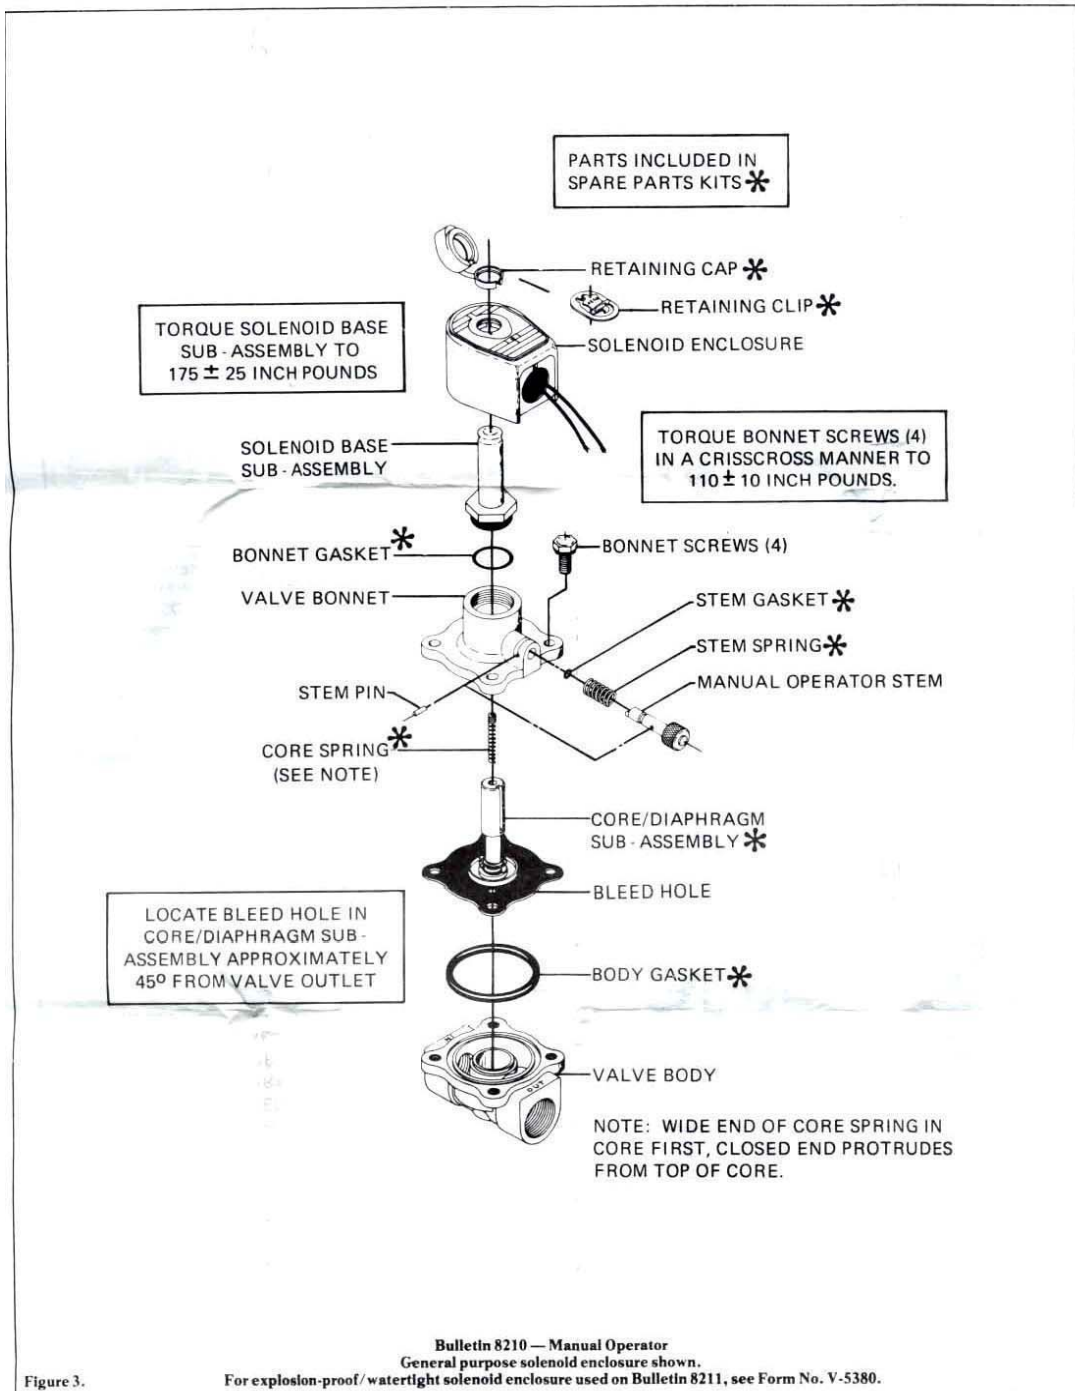 PARTS INCLUDED IN
SPARE PARTS KITS*
RETAINING CAP*
RETAINING CLIP*
TORQUE SOLENOID BASE
SUB-ASSEMBLY TO
175 ± 25 INCH POUNDS
SOLENOID ENCLOSURE
SOLENOID BASE
SUB-ASSEMBLY
TORQUE BONNET SCREWS (4)
IN A CRISSCROSS MANNER TO
110 ± 10 INCH POUNDS.
BONNET GASKET*
BONNET SCREWS (4)
VALVE BONNET
STEM GASKET*
STEM SPRING*
STEM PIN
MANUAL OPERATOR STEM
CORE SPRING*
(SEE NOTE)
CORE/DIAPHRAGM
SUB-ASSEMBLY*
BLEED HOLE
LOCATE BLEED HOLE IN
CORE/DIAPHRAGM SUB-
ASSEMBLY APPROXIMATELY
45º FROM VALVE OUTLET
BODY GASKET*
IN
OUT
VALVE BODY
NOTE: WIDE END OF CORE SPRING IN
CORE FIRST, CLOSED END PROTRUDES
FROM TOP OF CORE.
Bulletin 8210 — Manual Operator
General purpose solenoid enclosure shown.
Figure 3.
For explosion-proof/watertight solenoid enclosure used on Bulletin 8211, see Form No. V-5380.